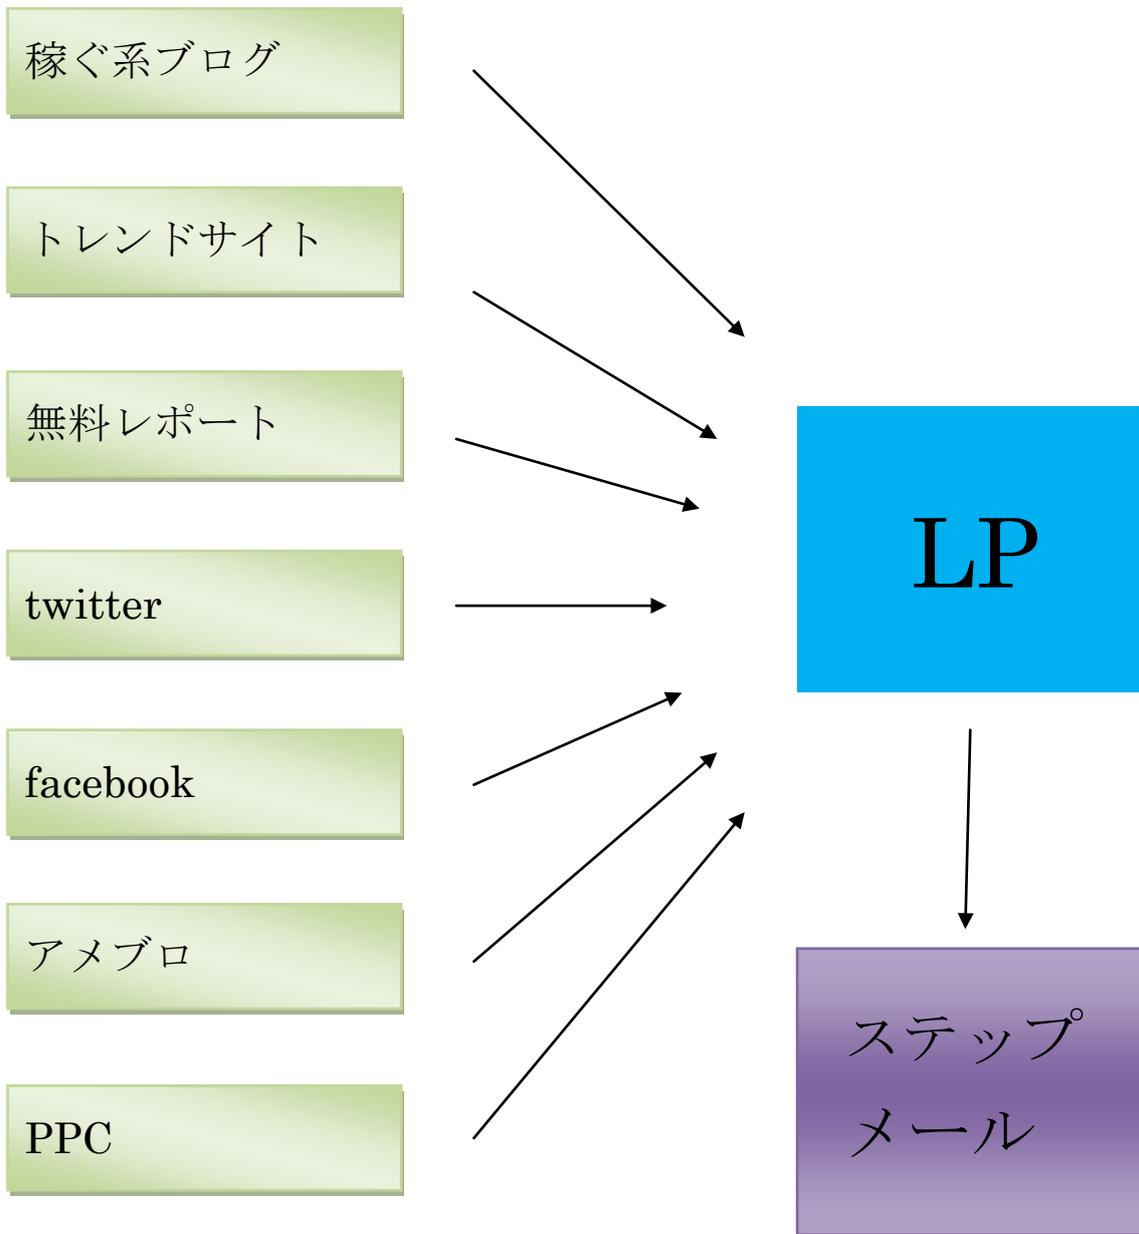 稼ぐ系ブログ
トレンドサイト
無料レポート
twitter
facebook
アメブロ
PPC
LP
ステップ
メール